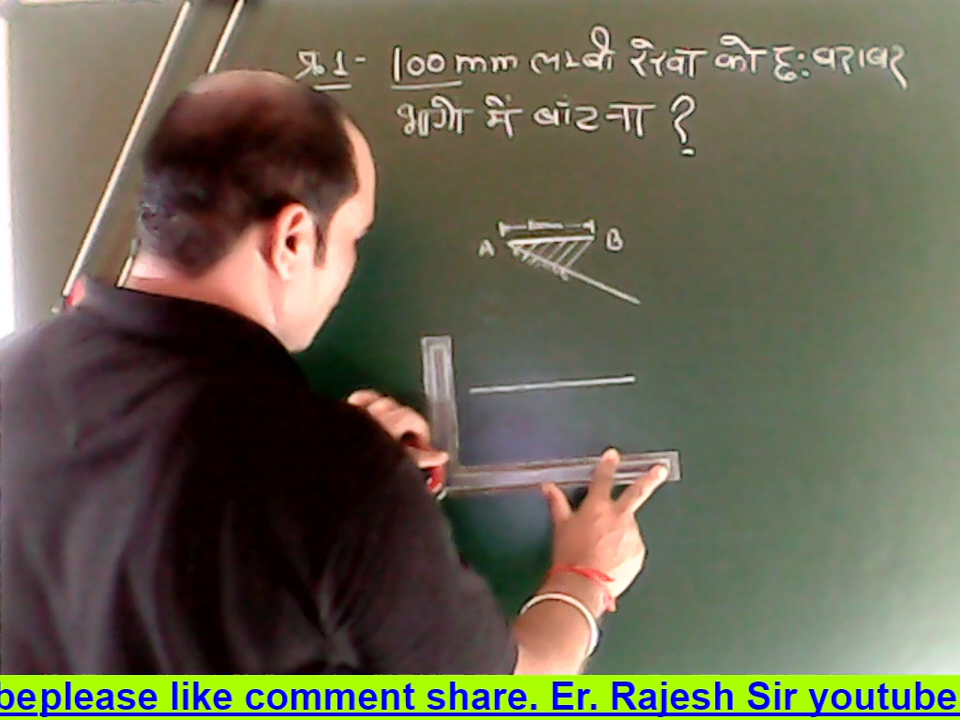 प्र.1- 100 mm लम्बी रेखा को छ: बराबर
भागो में बांटना ?
A B
beplease like comment share. Er. Rajesh Sir youtube